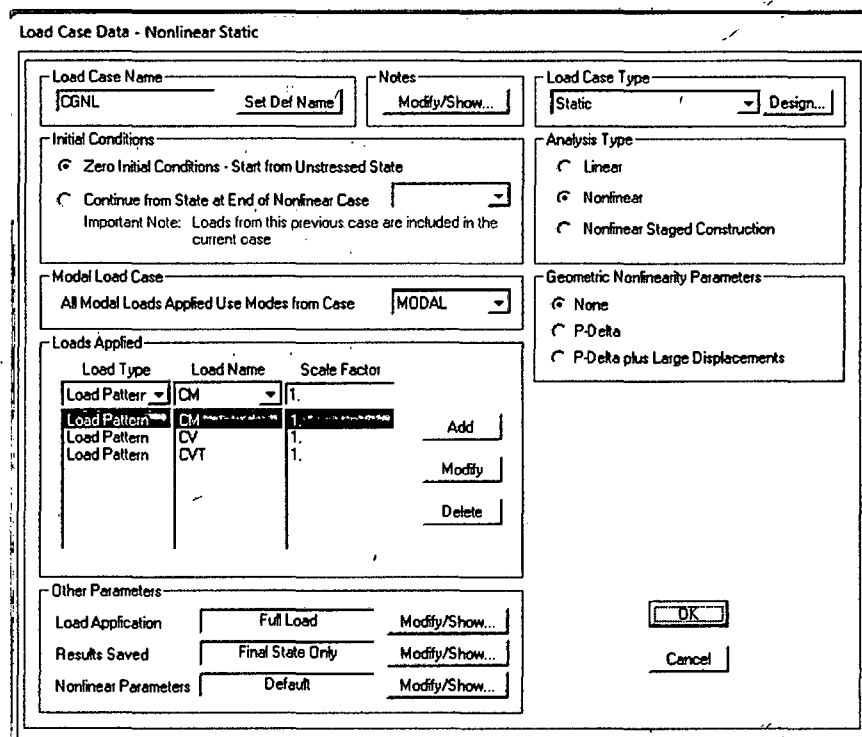 Load Case Data - Nonlinear Static
Load Case Name
CGNL
Set Def Name
Notes
Modify/Show...
Load Case Type
Static
Design...
Initial Conditions
Zero Initial Conditions - Start from Unstressed State
Continue from State at End of Nonlinear Case
Important Note: Loads from this previous case are included in the
current case
Analysis Type
Linear
Nonlinear
Nonlinear Staged Construction
Modal Load Case
All Modal Loads Applied Use Modes from Case
MODAL
Geometric Nonlinearity Parameters
None
P-Delta
P-Delta plus Large Displacements
Loads Applied
Load Type Load Name Scale Factor
Load Pattern CM 1.
Load Pattern CM 1.
Load Pattern CV 1.
Load Pattern CVT 1.
Add
Modify
Delete
Other Parameters
Load Application Full Load Modify/Show...
Results Saved Final State Only Modify/Show...
Nonlinear Parameters Default Modify/Show...
OK
Cancel